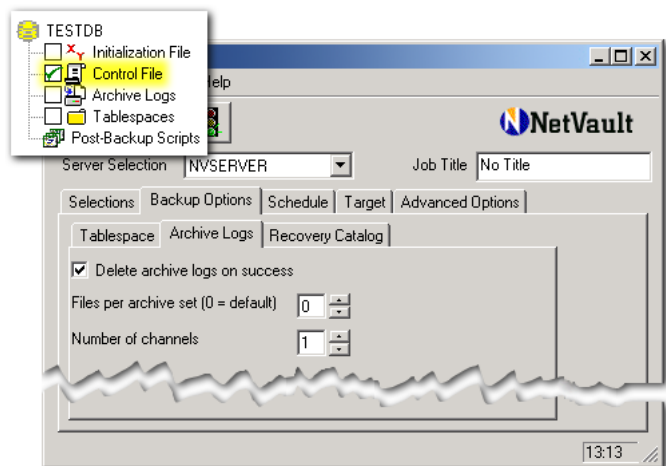 TESTDB
Initialization File
Control File
Archive Logs
Tablespaces
Post-Backup Scripts
Help
NetVault
Server Selection NVSERVER Job Title No Title
Selections Backup Options Schedule Target Advanced Options
Tablespace Archive Logs Recovery Catalog
Delete archive logs on success
Files per archive set (0 = default) 0
Number of channels 1
13:13